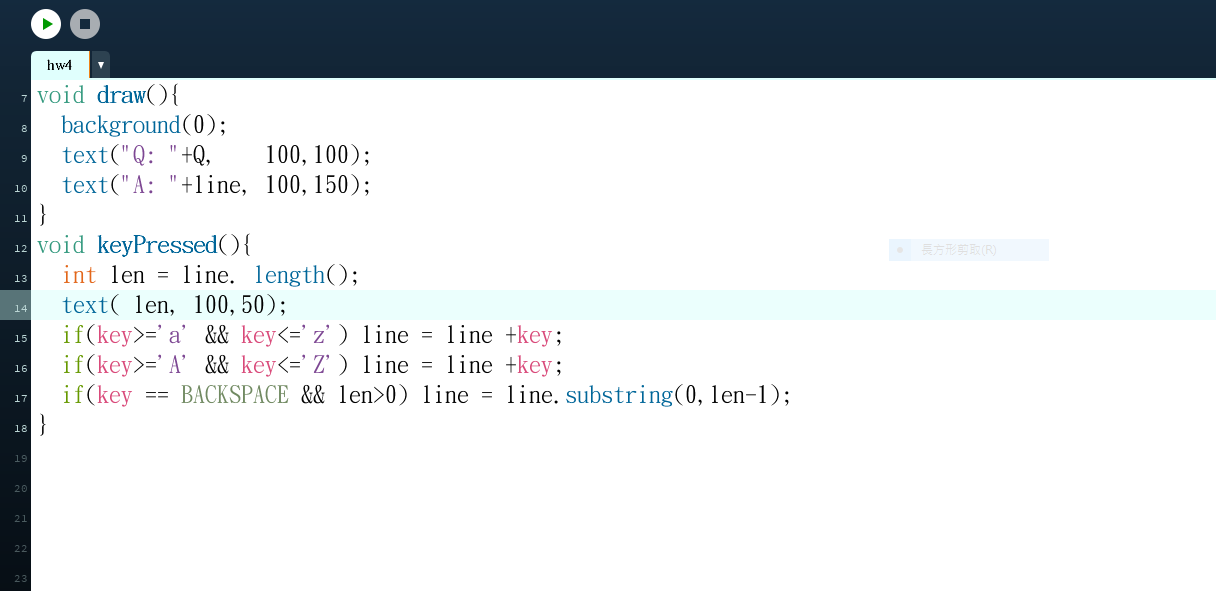 hw4
7 void draw(){
8 background(0);
9 text("Q: "+Q,    100,100);
10 text("A: "+line, 100,150);
11 }
12 void keyPressed(){
13 int len = line. length();
14 text( len, 100,50);
15 if(key>='a' && key<='z') line = line +key;
16 if(key>='A' && key<='Z') line = line +key;
17 if(key == BACKSPACE && len>0) line = line.substring(0,len-1);
18 }
19
20
21
22
23
長方形剪取(R)